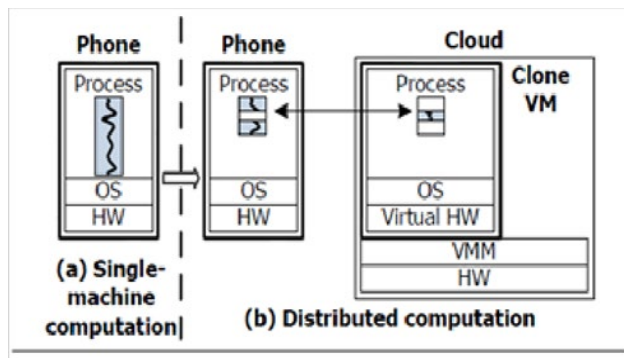 Phone
Process
OS
HW
(a) Single-
machine
computation
Phone
Process
OS
HW
Cloud
Clone
VM
Process
OS
Virtual HW
VMM
HW
(b) Distributed computation